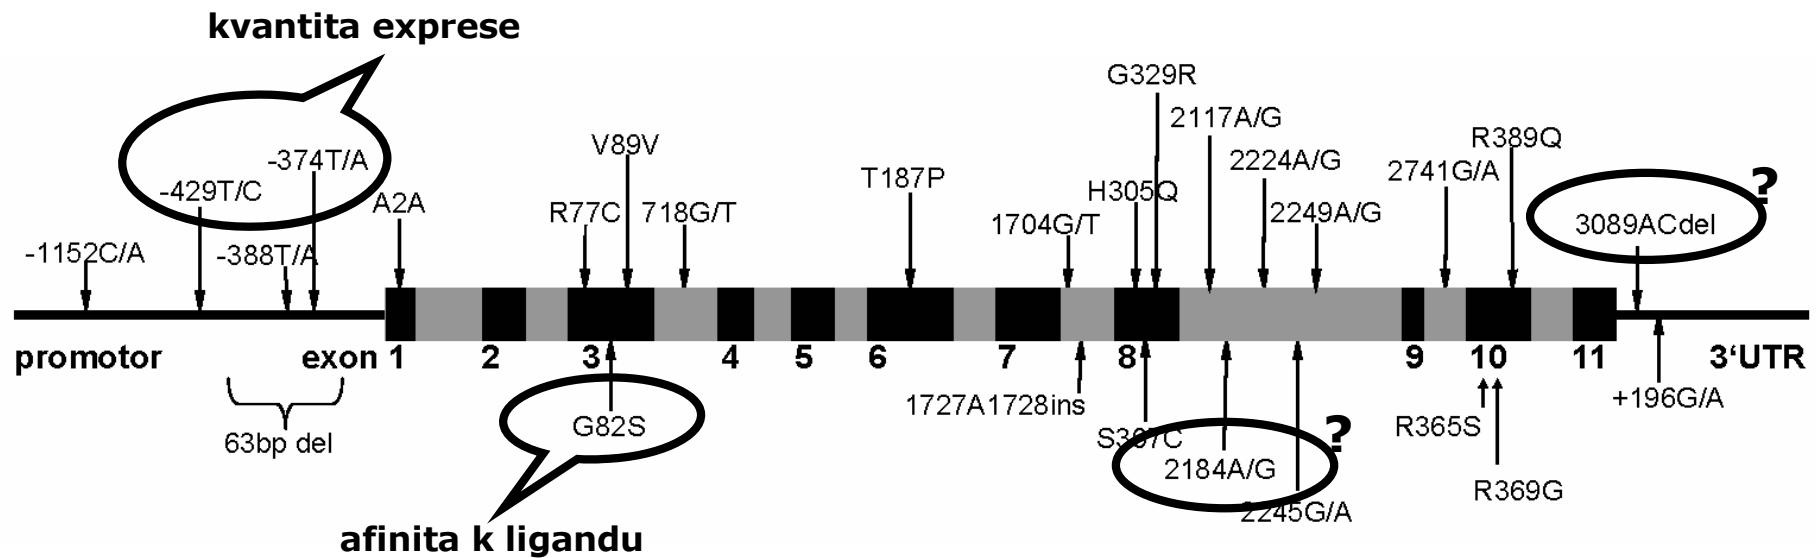 kvantita exprese
G329R
2117A/G
R389Q
V89V
-374T/A
2224A/G
2741G/A
T187P
-429T/C
H305Q
?
A2A
R77C
718G/T
1704G/T
2249A/G
3089ACdel
-1152C/A
-388T/A
promotor
exon
1
2
3
4
5
6
7
8
9
10
11
3‘UTR
63bp del
G82S
1727A1728ins
S307C
2184A/G
?
2245G/A
R365S
R369G
+196G/A
afinita k ligandu